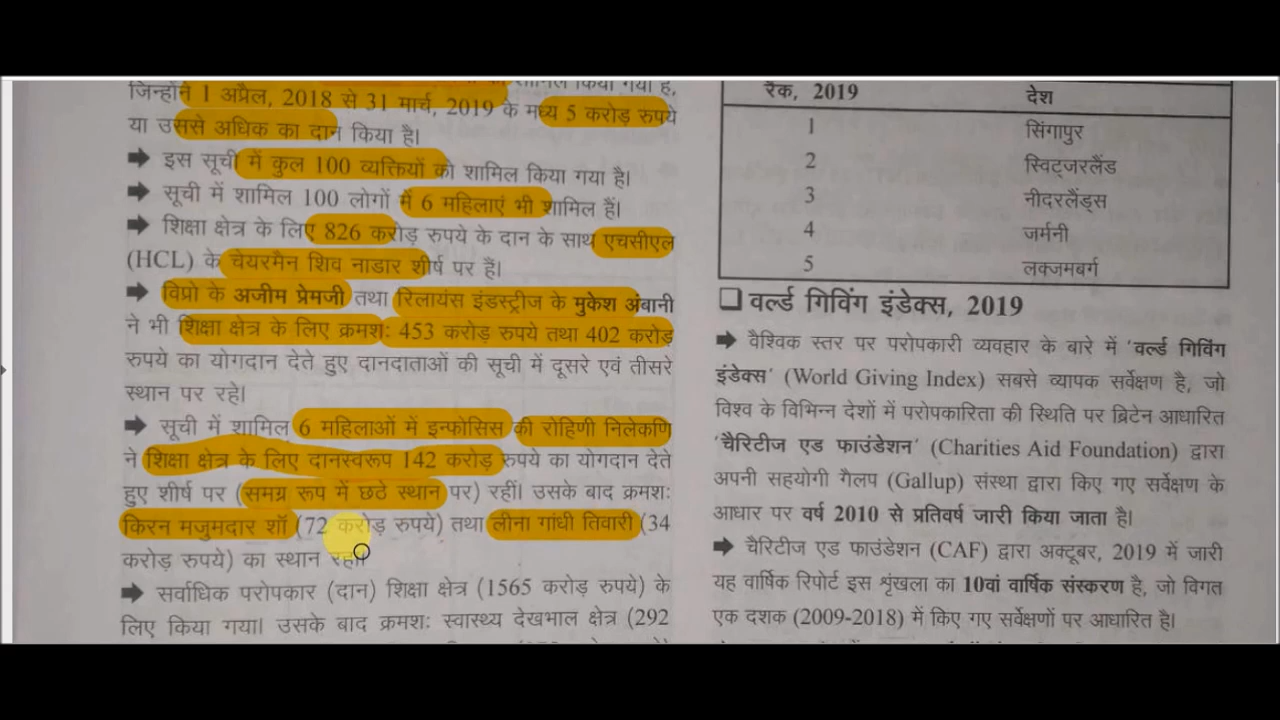 शामिल किया गया है,
जिन्होंने 1 अप्रैल, 2018 से 31 मार्च, 2019 के मध्य 5 करोड़ रुपये
या उससे अधिक का दान किया है।
➡ इस सूची में कुल 100 व्यक्तियों को शामिल किया गया है।
➡ सूची में शामिल 100 लोगों में 6 महिलाएं भी शामिल हैं।
➡ शिक्षा क्षेत्र के लिए 826 करोड़ रुपये के दान के साथ एचसीएल
(HCL) के चेयरमैन शिव नाडार शीर्ष पर हैं।
➡ विप्रो के अजीम प्रेमजी तथा रिलायंस इंडस्ट्रीज के मुकेश अंबानी
ने भी शिक्षा क्षेत्र के लिए क्रमशः 453 करोड़ रुपये तथा 402 करोड़
रुपये का योगदान देते हुए दानदाताओं की सूची में दूसरे एवं तीसरे
स्थान पर रहे।
➡ सूची में शामिल 6 महिलाओं में इन्फोसिस की रोहिणी निलेकणि
ने शिक्षा क्षेत्र के लिए दानस्वरूप 142 करोड़ रुपये का योगदान देते
हुए शीर्ष पर (समग्र रूप में छठे स्थान पर) रहीं। उसके बाद क्रमशः
किरन मजुमदार शॉ (72 करोड़ रुपये) तथा लीना गांधी तिवारी (34
करोड़ रुपये) का स्थान रहा।
➡ सर्वाधिक परोपकार (दान) शिक्षा क्षेत्र (1565 करोड़ रुपये) के
लिए किया गया। उसके बाद क्रमशः स्वास्थ्य देखभाल क्षेत्र (292
रैंक, 2019 देश
1 सिंगापुर
2 स्विट्जरलैंड
3 नीदरलैंड्स
4 जर्मनी
5 लक्जमबर्ग
❑ वर्ल्ड गिविंग इंडेक्स, 2019
➡ वैश्विक स्तर पर परोपकारी व्यवहार के बारे में 'वर्ल्ड गिविंग
इंडेक्स' (World Giving Index) सबसे व्यापक सर्वेक्षण है, जो
विश्व के विभिन्न देशों में परोपकारिता की स्थिति पर ब्रिटेन आधारित
'चैरिटीज एड फाउंडेशन' (Charities Aid Foundation) द्वारा
अपनी सहयोगी गैलप (Gallup) संस्था द्वारा किए गए सर्वेक्षण के
आधार पर वर्ष 2010 से प्रतिवर्ष जारी किया जाता है।
➡ चैरिटीज एड फाउंडेशन (CAF) द्वारा अक्टूबर, 2019 में जारी
यह वार्षिक रिपोर्ट इस शृंखला का 10वां वार्षिक संस्करण है, जो विगत
एक दशक (2009-2018) में किए गए सर्वेक्षणों पर आधारित है।